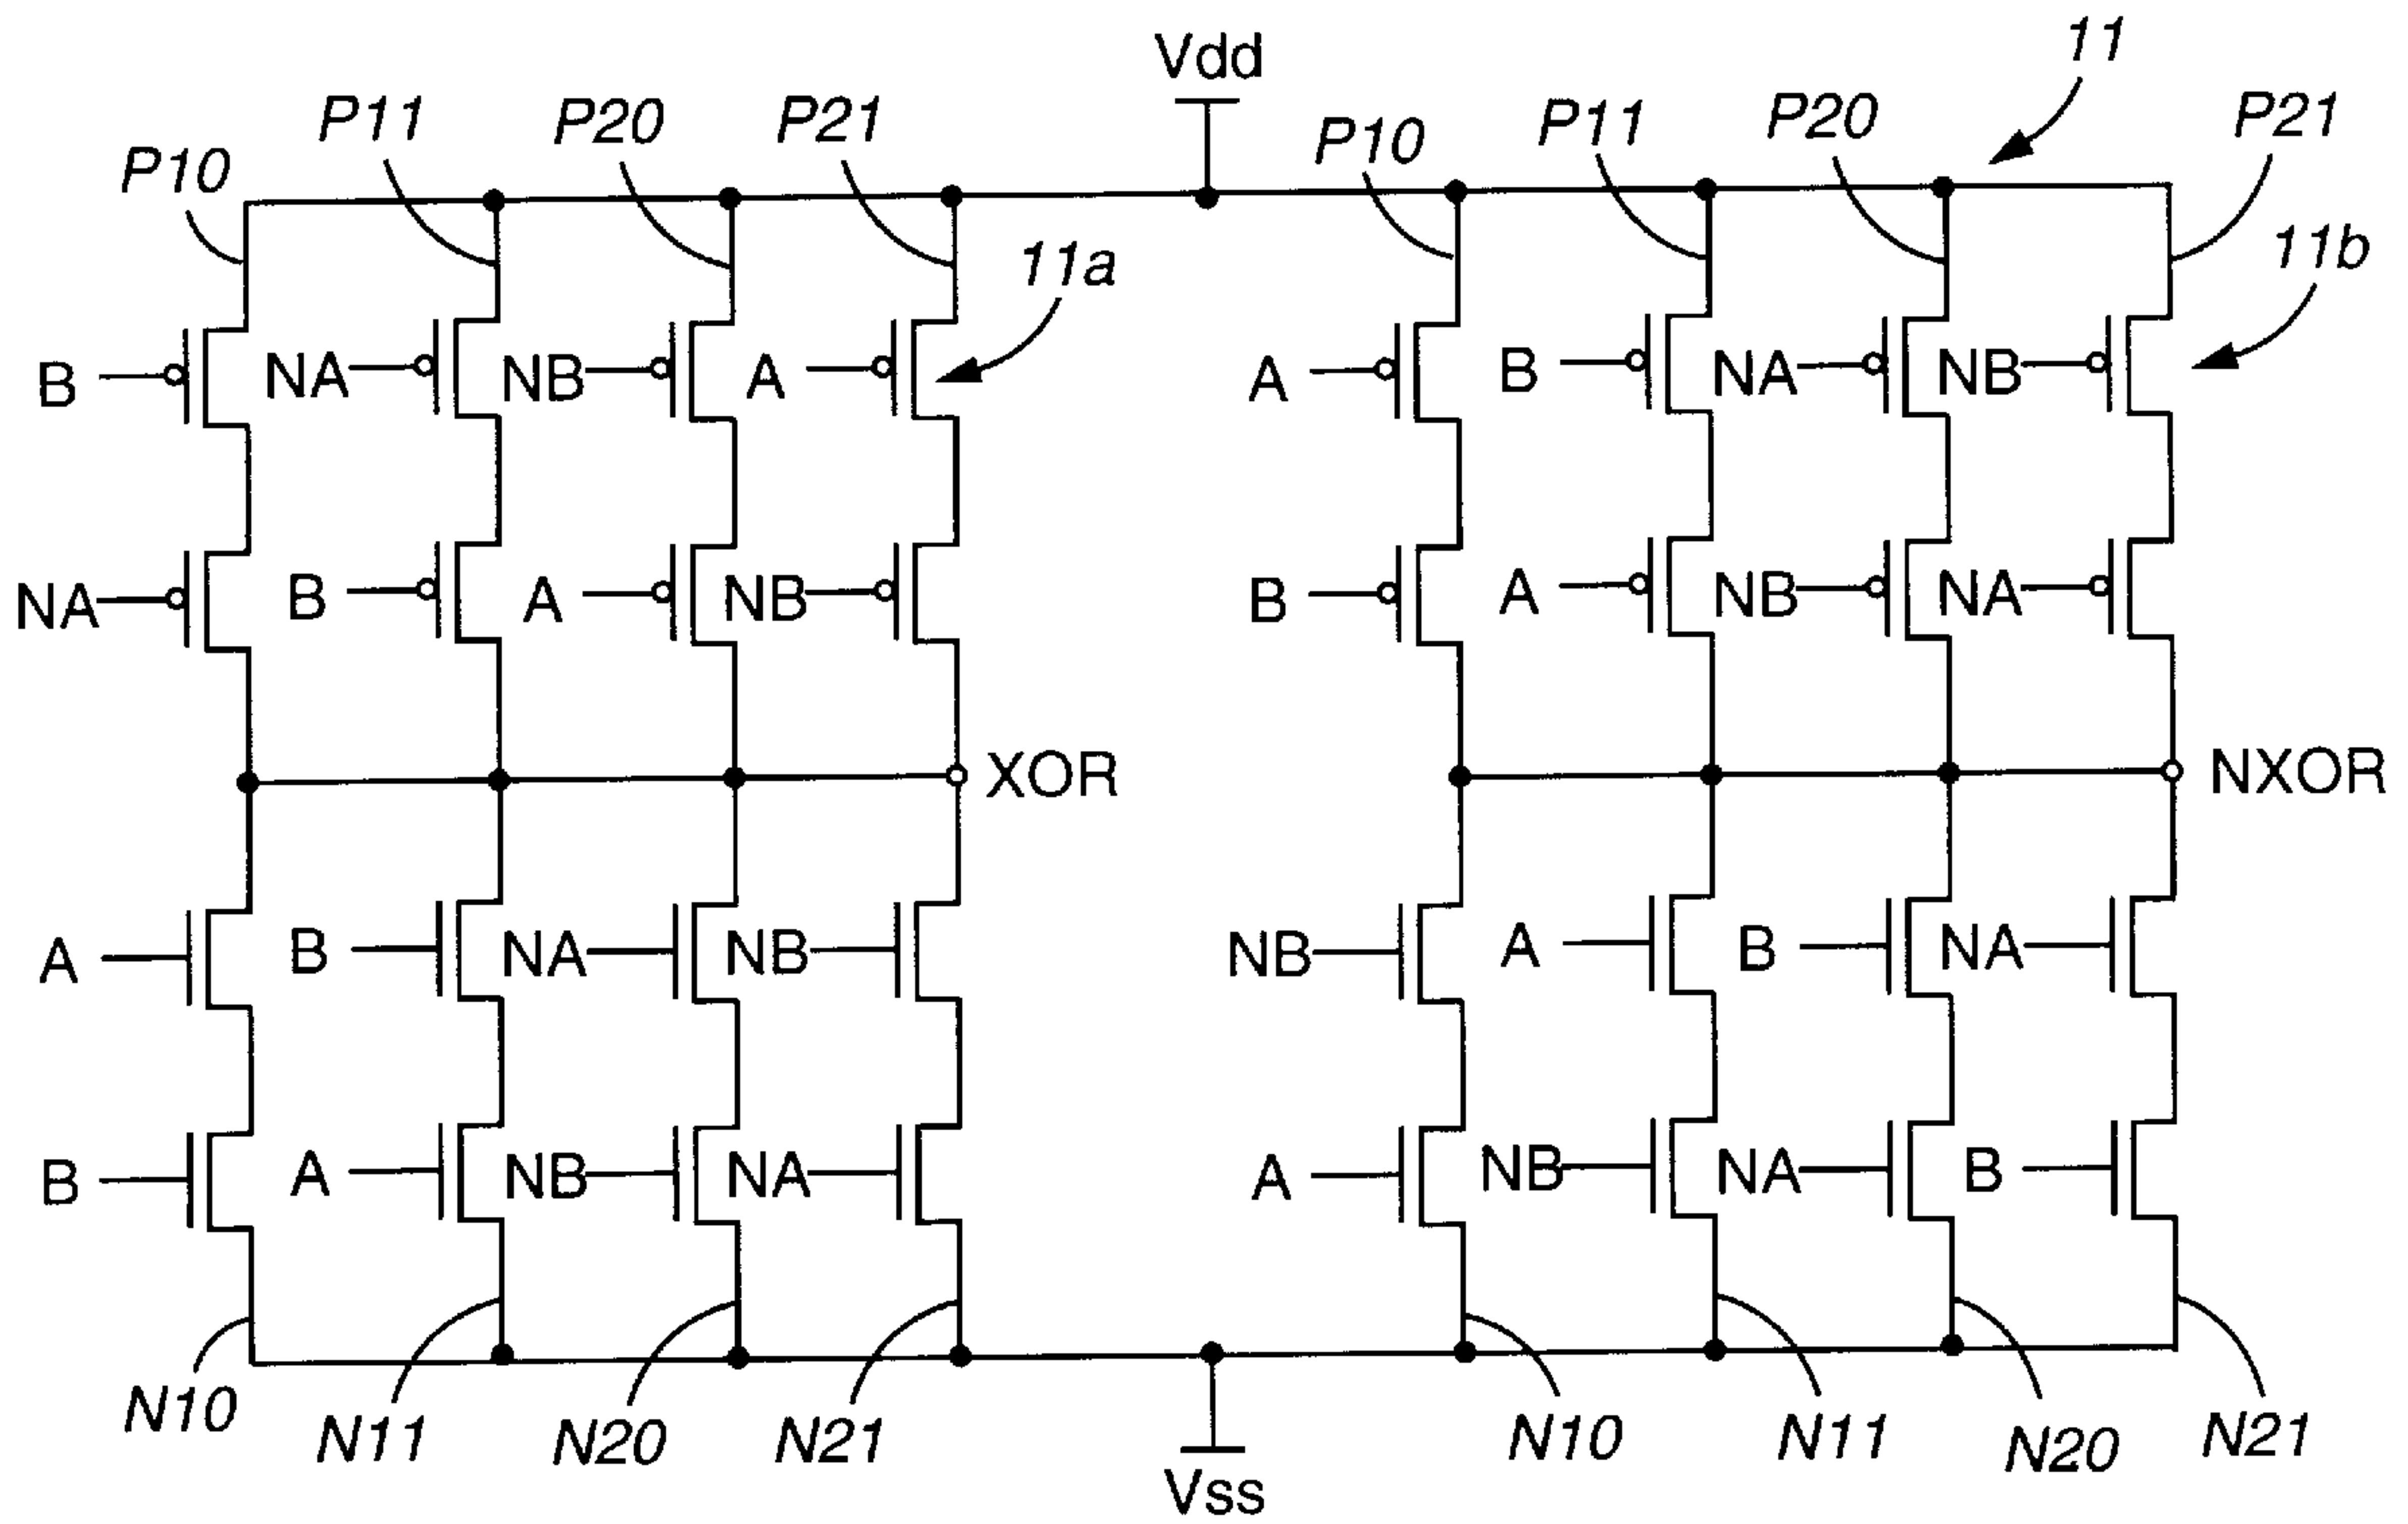 Vdd 11
P10 P11 P20 P21 P10 P11 P20 P21
11a 11b
B NA NB A A B NA NB
NA B A NB B A NB NA
XOR NXOR
A B NA NB NB A B NA
B A NB NA A NB NA B
N10 N11 N20 N21 N10 N11 N20 N21
Vss